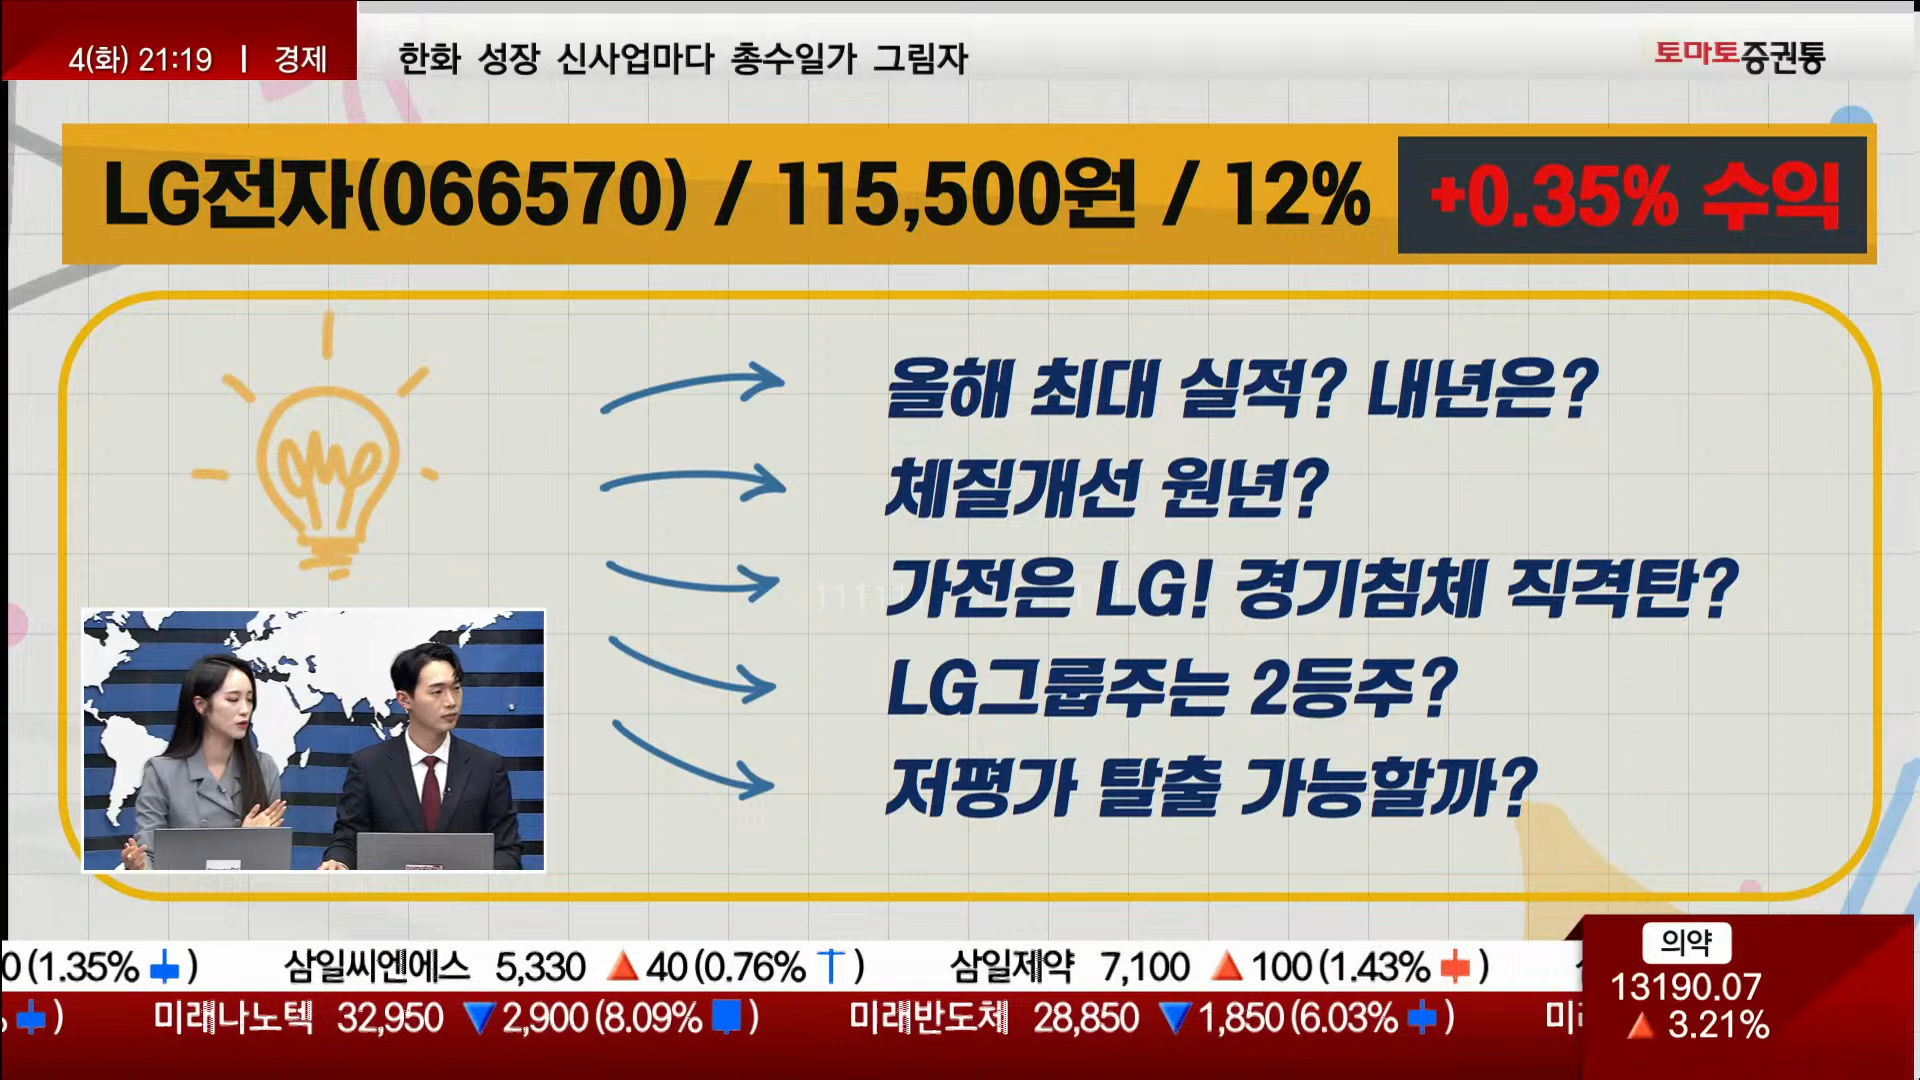 4(화) 21:19 | 경제
한화 성장 신사업마다 총수일가 그림자
토마토증권통
LG전자(066570) / 115,500원 / 12%
+0.35% 수익
올해 최대 실적? 내년은?
체질개선 원년?
가전은 LG! 경기침체 직격탄?
LG그룹주는 2등주?
저평가 탈출 가능할까?
0(1.35% ) 삼일씨엔에스 5,330 ▲40(0.76% ) 삼일제약 7,100 ▲100(1.43% )
) 미래나노텍 32,950 ▼2,900(8.09% ) 미래반도체 28,850 ▼1,850(6.03% )
의약
13190.07
▲ 3.21%